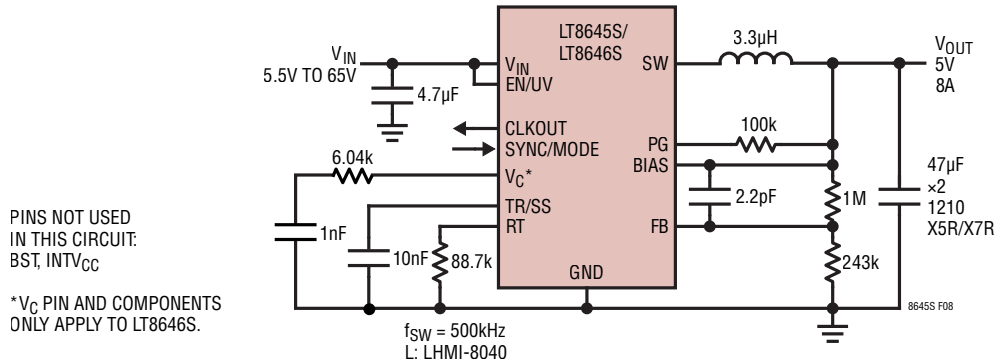 LT8645S/
LT8646S
V_IN
5.5V TO 65V
4.7µF
V_IN
EN/UV
CLKOUT
SYNC/MODE
V_C*
TR/SS
RT
SW
PG
BIAS
FB
GND
3.3µH
V_OUT
5V
8A
100k
6.04k
1nF
10nF
88.7k
2.2pF
1M
243k
47µF
×2
1210
X5R/X7R
PINS NOT USED
IN THIS CIRCUIT:
BST, INTV_CC
*V_C PIN AND COMPONENTS
ONLY APPLY TO LT8646S.
f_SW = 500kHz
L: LHMI-8040
8645S F08